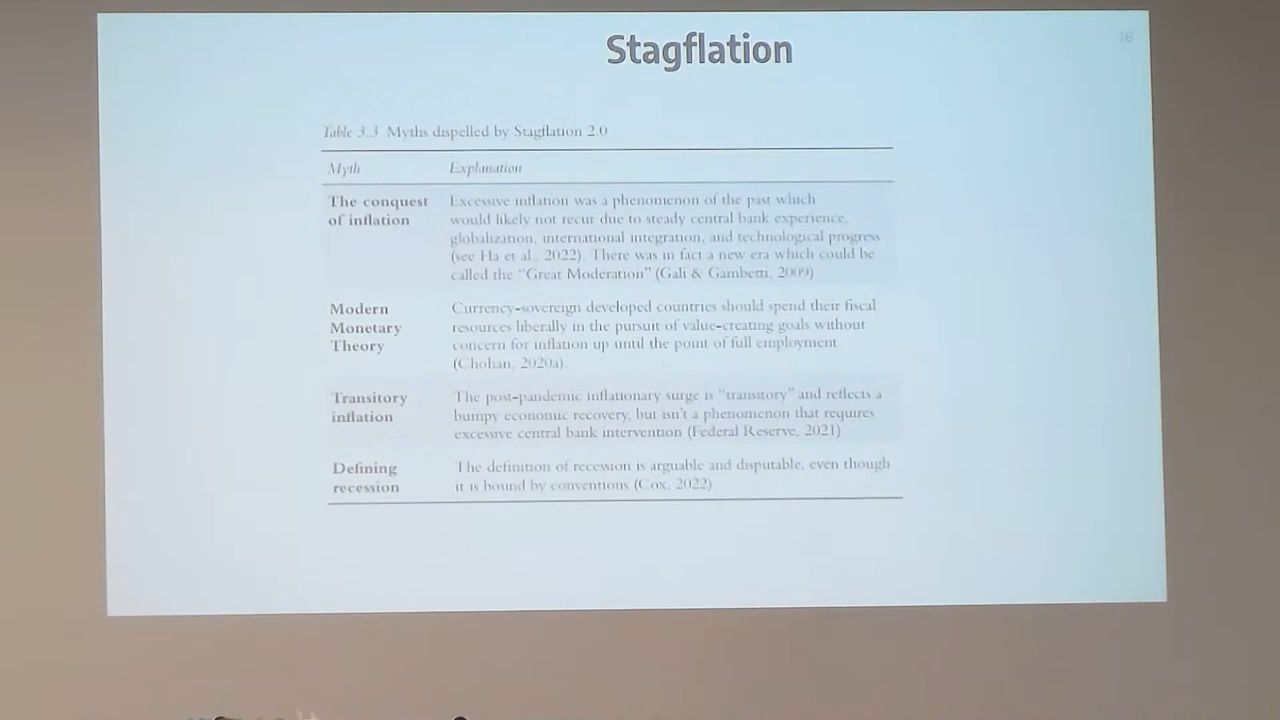 Stagflation
16
Table 3.3 Myths dispelled by Stagflation 2.0
Myth Explanation
The conquest Excessive inflation was a phenomenon of the past which
of inflation would likely not recur due to steady central bank experience,
globalization, international integration, and technological progress
(see Ha et al., 2022). There was in fact a new era which could be
called the “Great Moderation” (Gali & Gambetti, 2009)
Modern Currency-sovereign developed countries should spend their fiscal
Monetary resources liberally in the pursuit of value-creating goals without
Theory concern for inflation up until the point of full employment
(Chohan, 2020a).
Transitory The post-pandemic inflationary surge is “transitory” and reflects a
inflation bumpy economic recovery, but isn't a phenomenon that requires
excessive central bank intervention (Federal Reserve, 2021)
Defining The definition of recession is arguable and disputable, even though
recession it is bound by conventions (Cox, 2022)